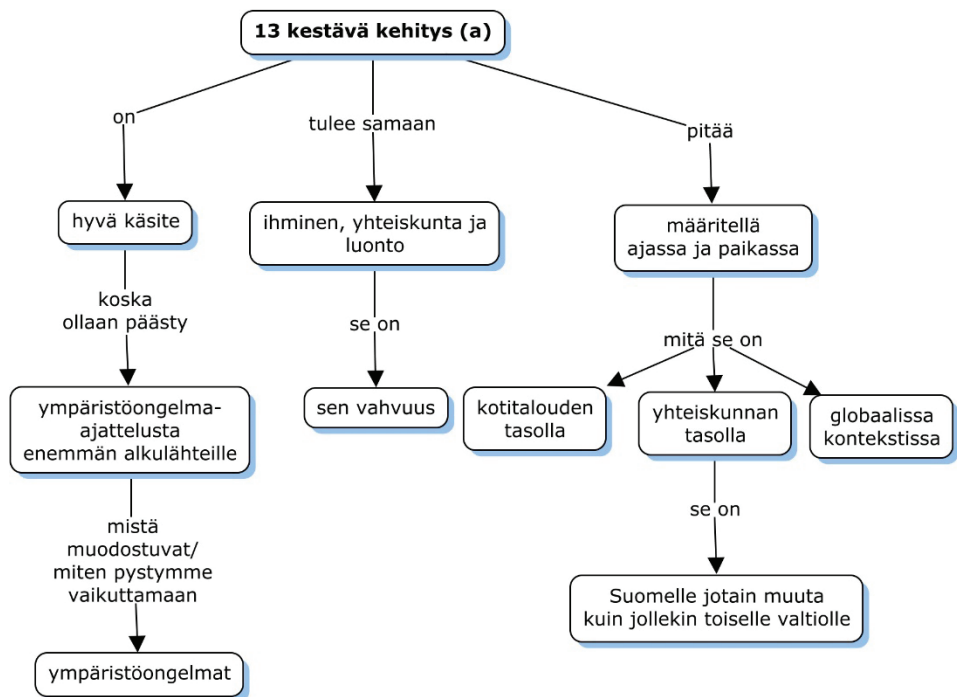 13 kestävä kehitys (a)
on
tulee samaan
pitää
hyvä käsite
ihminen, yhteiskunta ja
luonto
määritellä
ajassa ja paikassa
koska
ollaan päästy
se on
mitä se on
ympäristöongelma-
ajattelusta
enemmän alkulähteille
sen vahvuus
kotitalouden
tasolla
yhteiskunnan
tasolla
globaalissa
kontekstissa
mistä
muodostuvat/
miten pystymme
vaikuttamaan
se on
ympäristöongelmat
Suomelle jotain muuta
kuin jollekin toiselle valtiolle